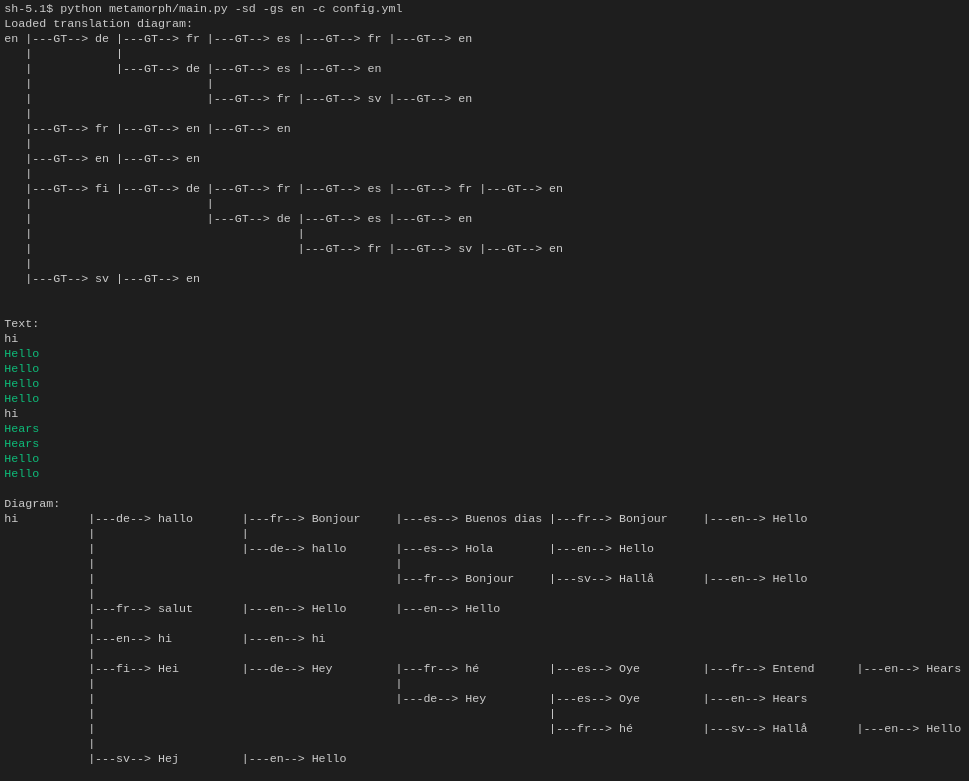 sh-5.1$ python metamorph/main.py -sd -gs en -c config.yml
Loaded translation diagram:
en |---GT--> de |---GT--> fr |---GT--> es |---GT--> fr |---GT--> en
   |            |
   |            |---GT--> de |---GT--> es |---GT--> en
   |                         |
   |                         |---GT--> fr |---GT--> sv |---GT--> en
   |
   |---GT--> fr |---GT--> en |---GT--> en
   |
   |---GT--> en |---GT--> en
   |
   |---GT--> fi |---GT--> de |---GT--> fr |---GT--> es |---GT--> fr |---GT--> en
   |                         |
   |                         |---GT--> de |---GT--> es |---GT--> en
   |                                      |
   |                                      |---GT--> fr |---GT--> sv |---GT--> en
   |
   |---GT--> sv |---GT--> en
Text:
hi
Hello
Hello
Hello
Hello
hi
Hears
Hears
Hello
Hello
Diagram:
hi          |---de--> hallo       |---fr--> Bonjour     |---es--> Buenos dias |---fr--> Bonjour     |---en--> Hello
            |                     |
            |                     |---de--> hallo       |---es--> Hola        |---en--> Hello
            |                                           |
            |                                           |---fr--> Bonjour     |---sv--> Hallå       |---en--> Hello
            |
            |---fr--> salut       |---en--> Hello       |---en--> Hello
            |
            |---en--> hi          |---en--> hi
            |
            |---fi--> Hei         |---de--> Hey         |---fr--> hé          |---es--> Oye         |---fr--> Entend      |---en--> Hears
            |                                           |
            |                                           |---de--> Hey         |---es--> Oye         |---en--> Hears
            |                                                                 |
            |                                                                 |---fr--> hé          |---sv--> Hallå       |---en--> Hello
            |
            |---sv--> Hej         |---en--> Hello